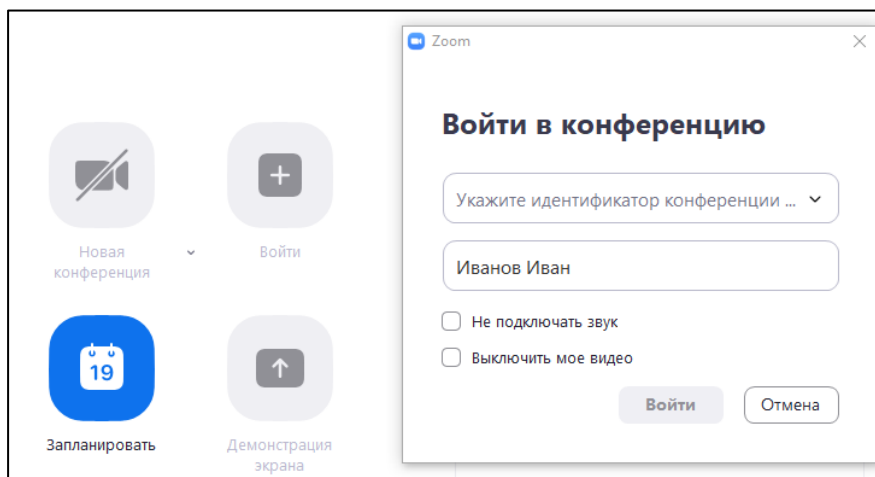 Новая
конференция
Войти
19
Запланировать
Демонстрация
экрана
Zoom
Войти в конференцию
Укажите идентификатор конференции ...
Иванов Иван
Не подключать звук
Выключить мое видео
Войти
Отмена